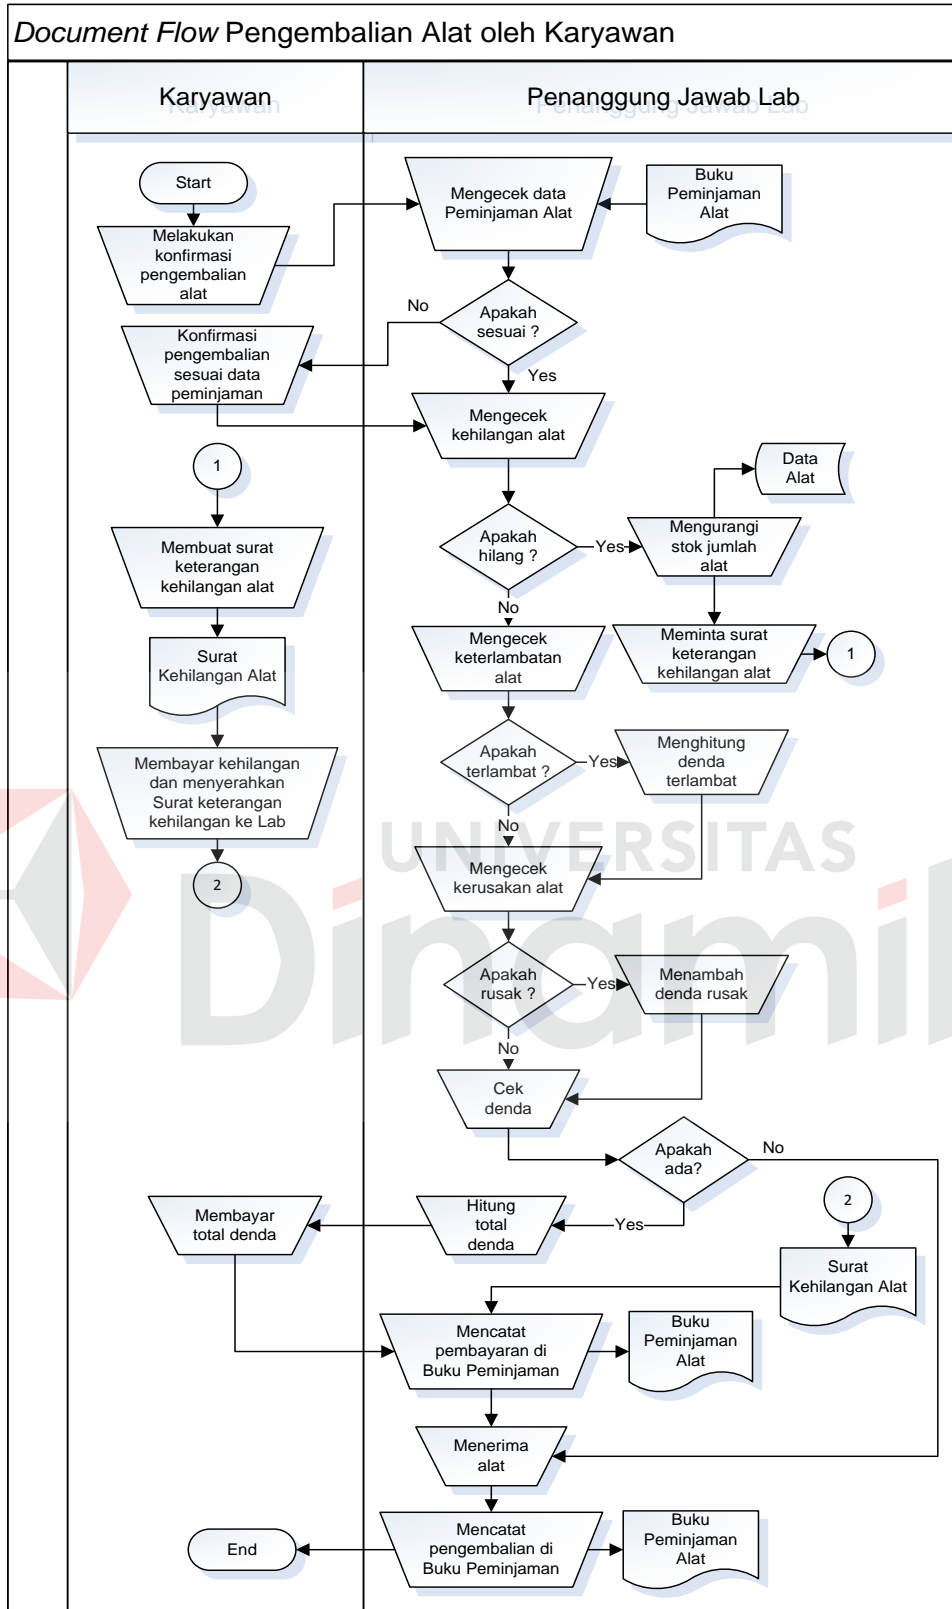 Document Flow Pengembalian Alat oleh Karyawan
Karyawan
Penanggung Jawab Lab
Start
Mengecek data
Peminjaman Alat
Buku
Peminjaman
Alat
Melakukan
konfirmasi
pengembalian
alat
No
Apakah
sesuai ?
Konfirmasi
pengembalian
sesuai data
peminjaman
Yes
Mengecek
kehilangan alat
1
Data
Alat
Membuat surat
keterangan
kehilangan alat
Apakah
hilang ?
Yes
Mengurangi
stok jumlah
alat
No
Surat
Kehilangan Alat
Mengecek
keterlambatan
alat
Meminta surat
keterangan
kehilangan alat
1
Membayar kehilangan
dan menyerahkan
Surat keterangan
kehilangan ke Lab
Apakah
terlambat ?
Yes
Menghitung
denda
terlambat
No
2
Mengecek
kerusakan alat
UNIVERSITAS
Dinamik
Apakah
rusak ?
Yes
Menambah
denda rusak
No
Cek
denda
Apakah
ada?
No
Yes
2
Membayar
total denda
Hitung
total
denda
Surat
Kehilangan Alat
Mencatat
pembayaran di
Buku Peminjaman
Buku
Peminjaman
Alat
Menerima
alat
End
Mencatat
pengembalian di
Buku Peminjaman
Buku
Peminjaman
Alat